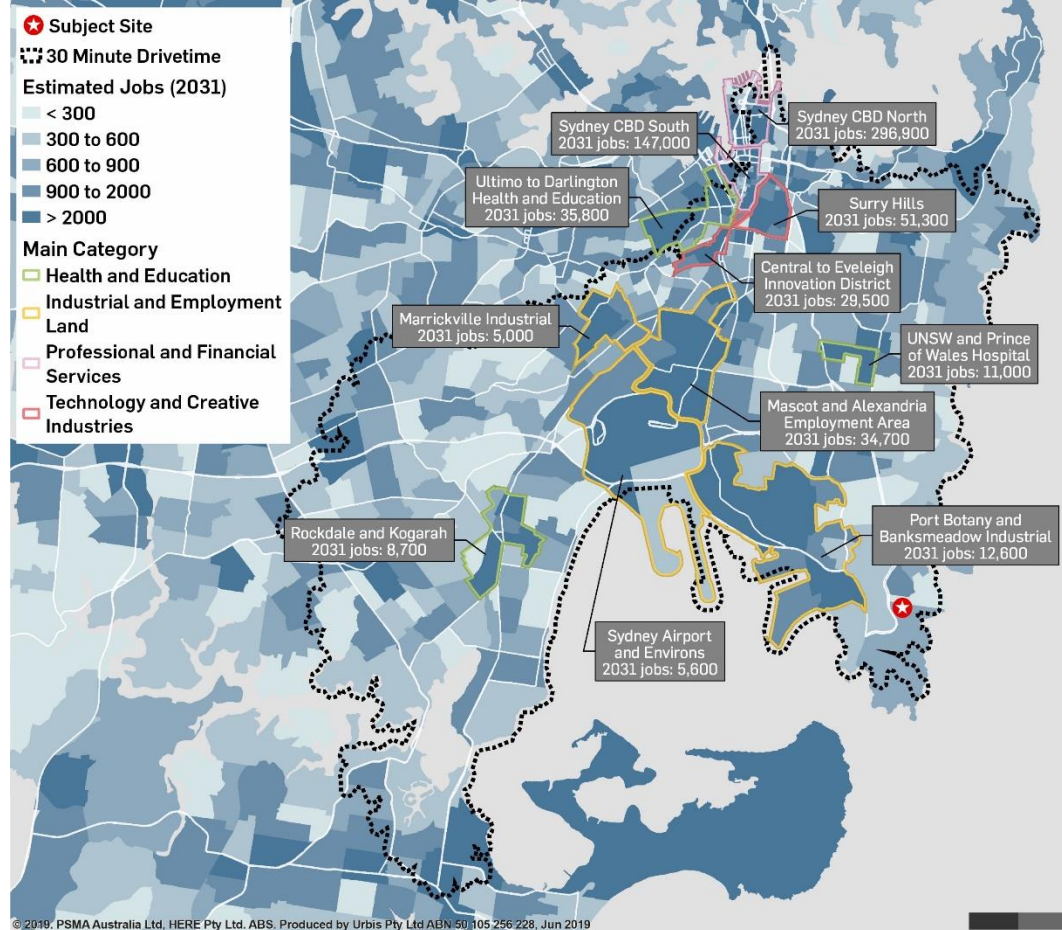 Subject Site
30 Minute Drivetime
Estimated Jobs (2031)
< 300
300 to 600
600 to 900
900 to 2000
> 2000
Main Category
Health and Education
Industrial and Employment
Land
Professional and Financial
Services
Technology and Creative
Industries
Sydney CBD North
2031 jobs: 296,900
Sydney CBD South
2031 jobs: 147,000
Ultimo to Darlington
Health and Education
2031 jobs: 35,800
Surry Hills
2031 jobs: 51,300
Central to Eveleigh
Innovation District
2031 jobs: 29,500
Marrickville Industrial
2031 jobs: 5,000
UNSW and Prince
of Wales Hospital
2031 jobs: 11,000
Mascot and Alexandria
Employment Area
2031 jobs: 34,700
Rockdale and Kogarah
2031 jobs: 8,700
Port Botany and
Banksmeadow Industrial
2031 jobs: 12,600
Sydney Airport
and Environs
2031 jobs: 5,600
© 2019. PSMA Australia Ltd, HERE Pty Ltd. ABS. Produced by Urbis Pty Ltd ABN 50 105 256 228, Jun 2019